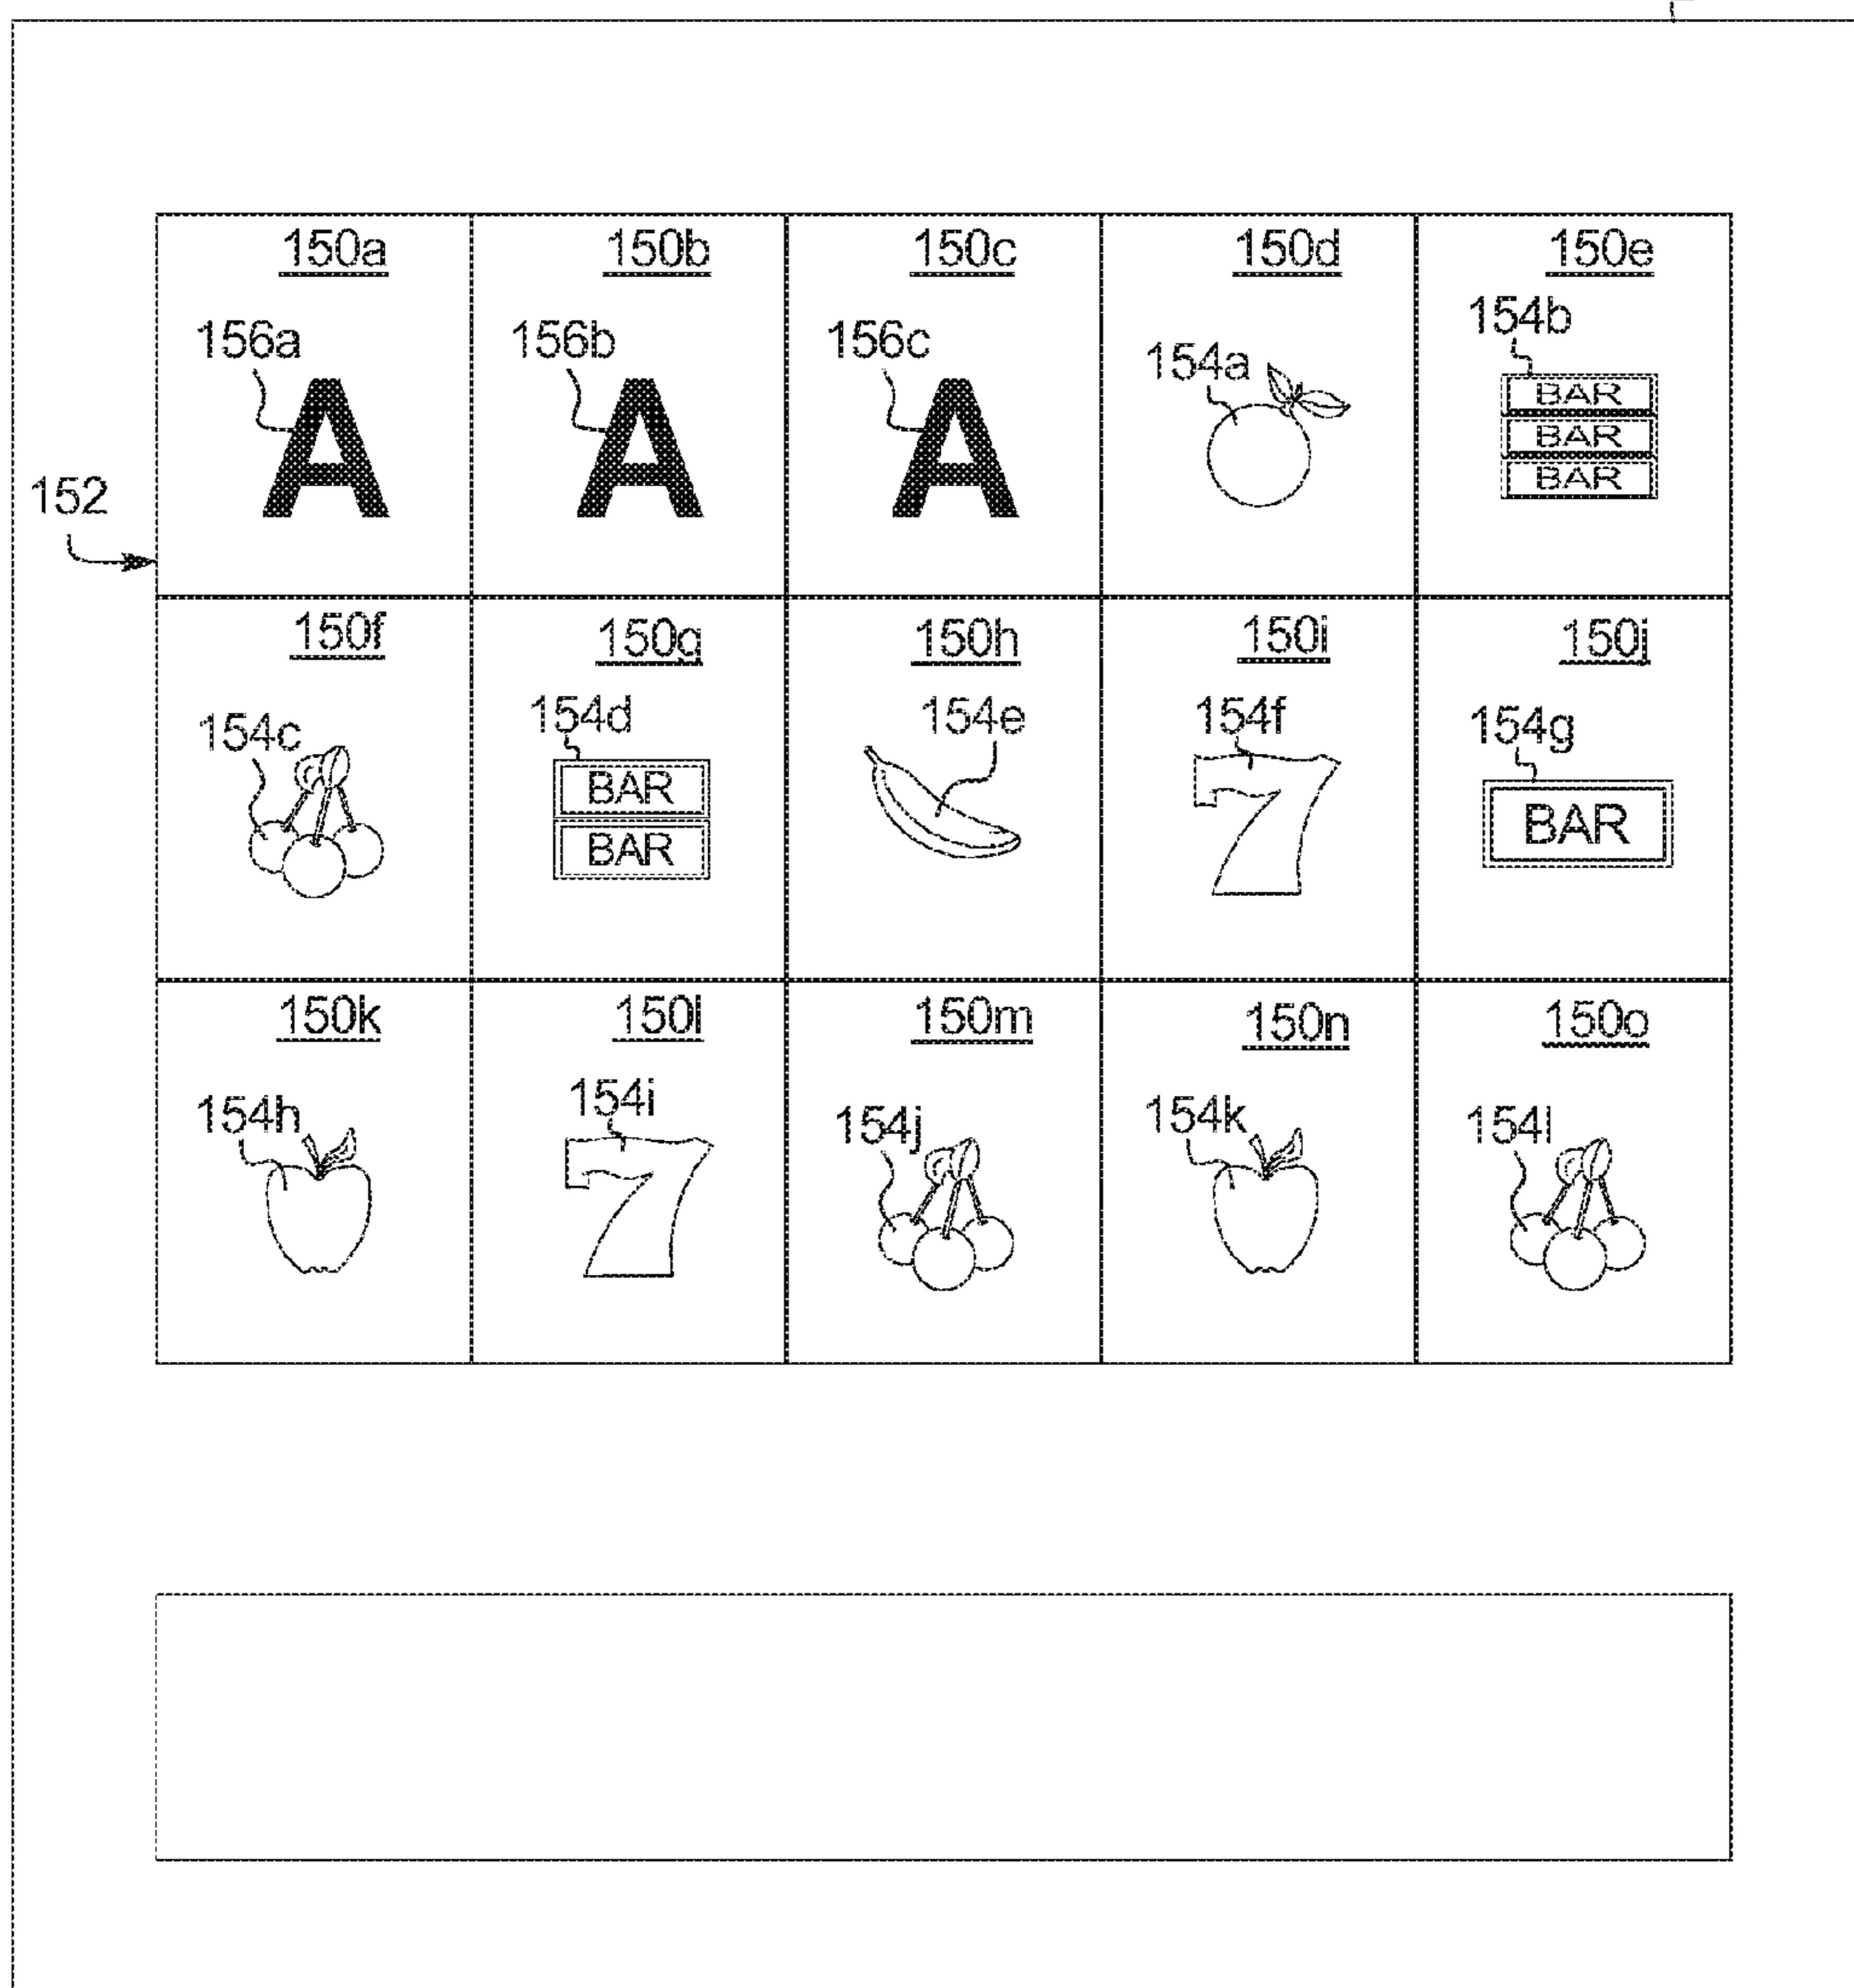 150a 150b 150c 150d 150e
156a 156b 156c 154a 154b
A A A BAR
BAR
BAR
152
150f 150g 150h 150i 150j
154c 154d 154e 154f 154g
BAR 7 BAR
BAR
150k 150l 150m 150n 150o
154h 154i 154j 154k 154l
7